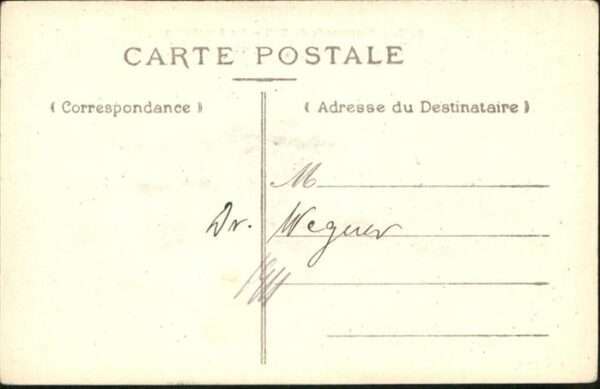 CARTE POSTALE
( Correspondance )
( Adresse du Destinataire )
M
Dr. Wegner